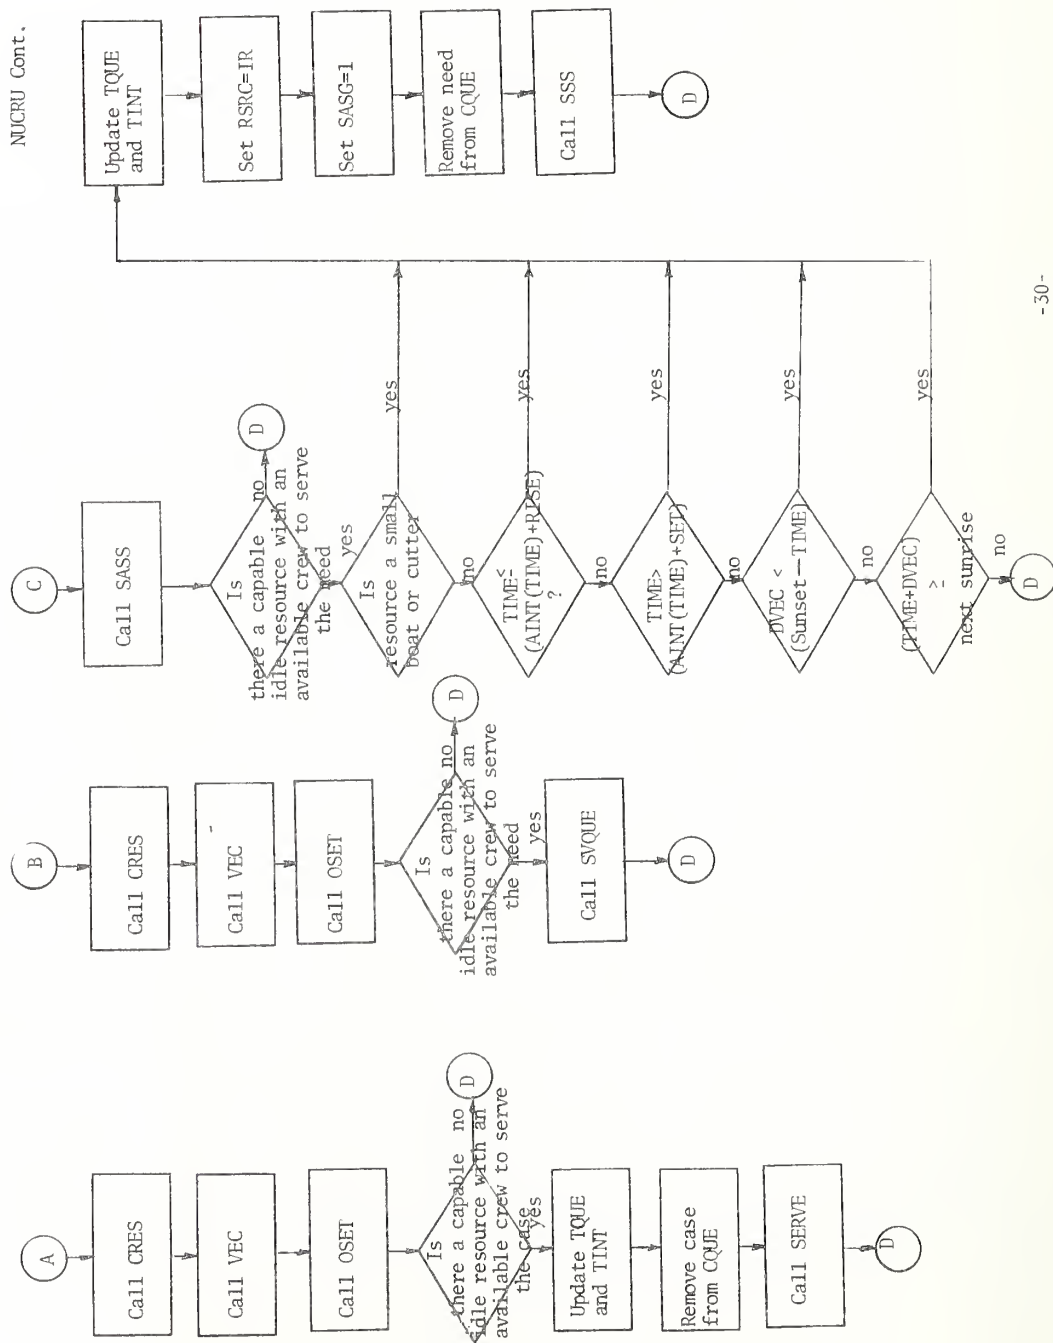 NUCRU Cont.
A
Call CRES
Call VEC
Call OSET
Is
there a capable no
idle resource with an
available crew to serve
the case
D
yes
Update TQUE
and TINT
Remove case
from CQUE
Call SERVE
D
B
Call CRES
Call VEC
Call OSET
Is
there a capable no
idle resource with an
available crew to serve
the need
D
yes
Call SVQUE
D
C
Call SASS
Is
there a capable no
idle resource with an
available crew to serve
the need
D
yes
Is
resource a small
boat or cutter
yes
no
TIME<
(AINT(TIME)+RISE)
?
yes
no
TIME>
(AINT(TIME)+SET)
yes
no
DVEC <
(Sunset--TIME)
yes
no
(TIME+DVEC)
≥
next sunrise
yes
no
D
Update TQUE
and TINT
Set RSRC=IR
Set SASG=1
Remove need
from CQUE
Call SSS
D
-30-